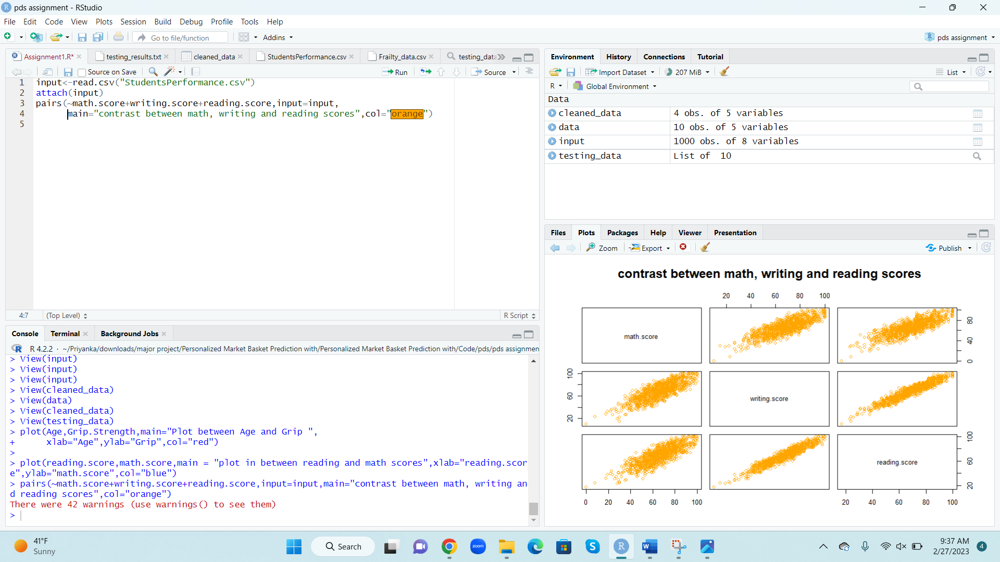 pds assignment - RStudio
File Edit Code View Plots Session Build Debug Profile Tools Help
Go to file/function
Addins
pds assignment
Assignment1.R*
testing_results.txt
cleaned_data
StudentsPerformance.csv
Frailty_data.csv
testing_data
Source on Save
Run
Source
1 input<-read.csv("StudentsPerformance.csv")
2 attach(input)
3 pairs(~math.score+writing.score+reading.score,input=input,
4 main="contrast between math, writing and reading scores",col="orange")
5
4:7 (Top Level) R Script
Console Terminal Background Jobs
R 4.2.2 · ~/Priyanka/downloads/major project/Personalized Market Basket Prediction with/Personalized Market Basket Prediction with/Code/pds/pds assignmen
> View(input)
> View(input)
> View(input)
> View(cleaned_data)
> View(data)
> View(cleaned_data)
> View(testing_data)
> plot(Age,Grip.Strength,main="Plot between Age and Grip ",
+ xlab="Age",ylab="Grip",col="red")
>
> plot(reading.score,math.score,main = "plot in between reading and math scores",xlab="reading.scor
e",ylab="math.score",col="blue")
> pairs(~math.score+writing.score+reading.score,input=input,main="contrast between math, writing an
d reading scores",col="orange")
There were 42 warnings (use warnings() to see them)
>
Environment History Connections Tutorial
Import Dataset 207 MiB List
R Global Environment
Data
cleaned_data 4 obs. of 5 variables
data 10 obs. of 5 variables
input 1000 obs. of 8 variables
testing_data List of 10
Files Plots Packages Help Viewer Presentation
Zoom Export Publish
contrast between math, writing and reading scores
20 40 60 80 100
math.score
0 40 80
20 60 100
writing.score
reading.score
20 60 100
0 20 40 60 80 100
20 40 60 80 100
41°F
Sunny
Search
zoom
9:37 AM
2/27/2023
4